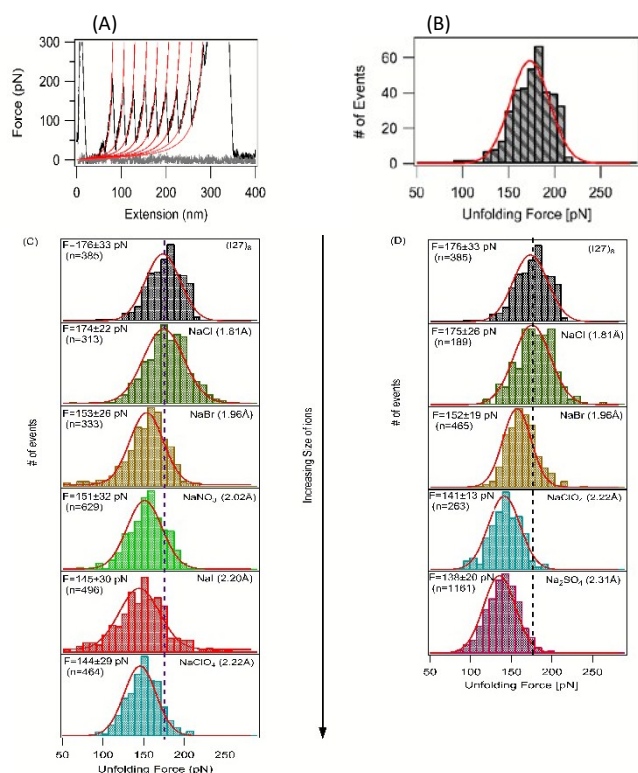 (A)
(B)
300
200
100
0
Force (pN)
0 100 200 300 400
Extension (nm)
60
40
20
0
# of Events
50 100 150 200 250
Unfolding Force [pN]
(C)
F=176±33 pN
(n=385)
(I27)8
F=174±22 pN
(n=313)
NaCl (1.81Å)
F=153±26 pN
(n=333)
NaBr (1.96Å)
F=151±32 pN
(n=629)
NaNO3 (2.02Å)
F=145±30 pN
(n=496)
NaI (2.20Å)
F=144±29 pN
(n=464)
NaClO4 (2.22Å)
# of events
50 100 150 200 250
Unfolding Force (pN)
Increasing Size of ions
(D)
F=176±33 pN
(n=385)
(I27)8
F=175±26 pN
(n=189)
NaCl (1.81Å)
F=152±19 pN
(n=465)
NaBr (1.96Å)
F=141±13 pN
(n=263)
(2.22Å)
F=138±20 pN
(n=1161)
Na2SO4 (2.31Å)
# of events
50 100 150 200 250
Unfolding Force [pN]